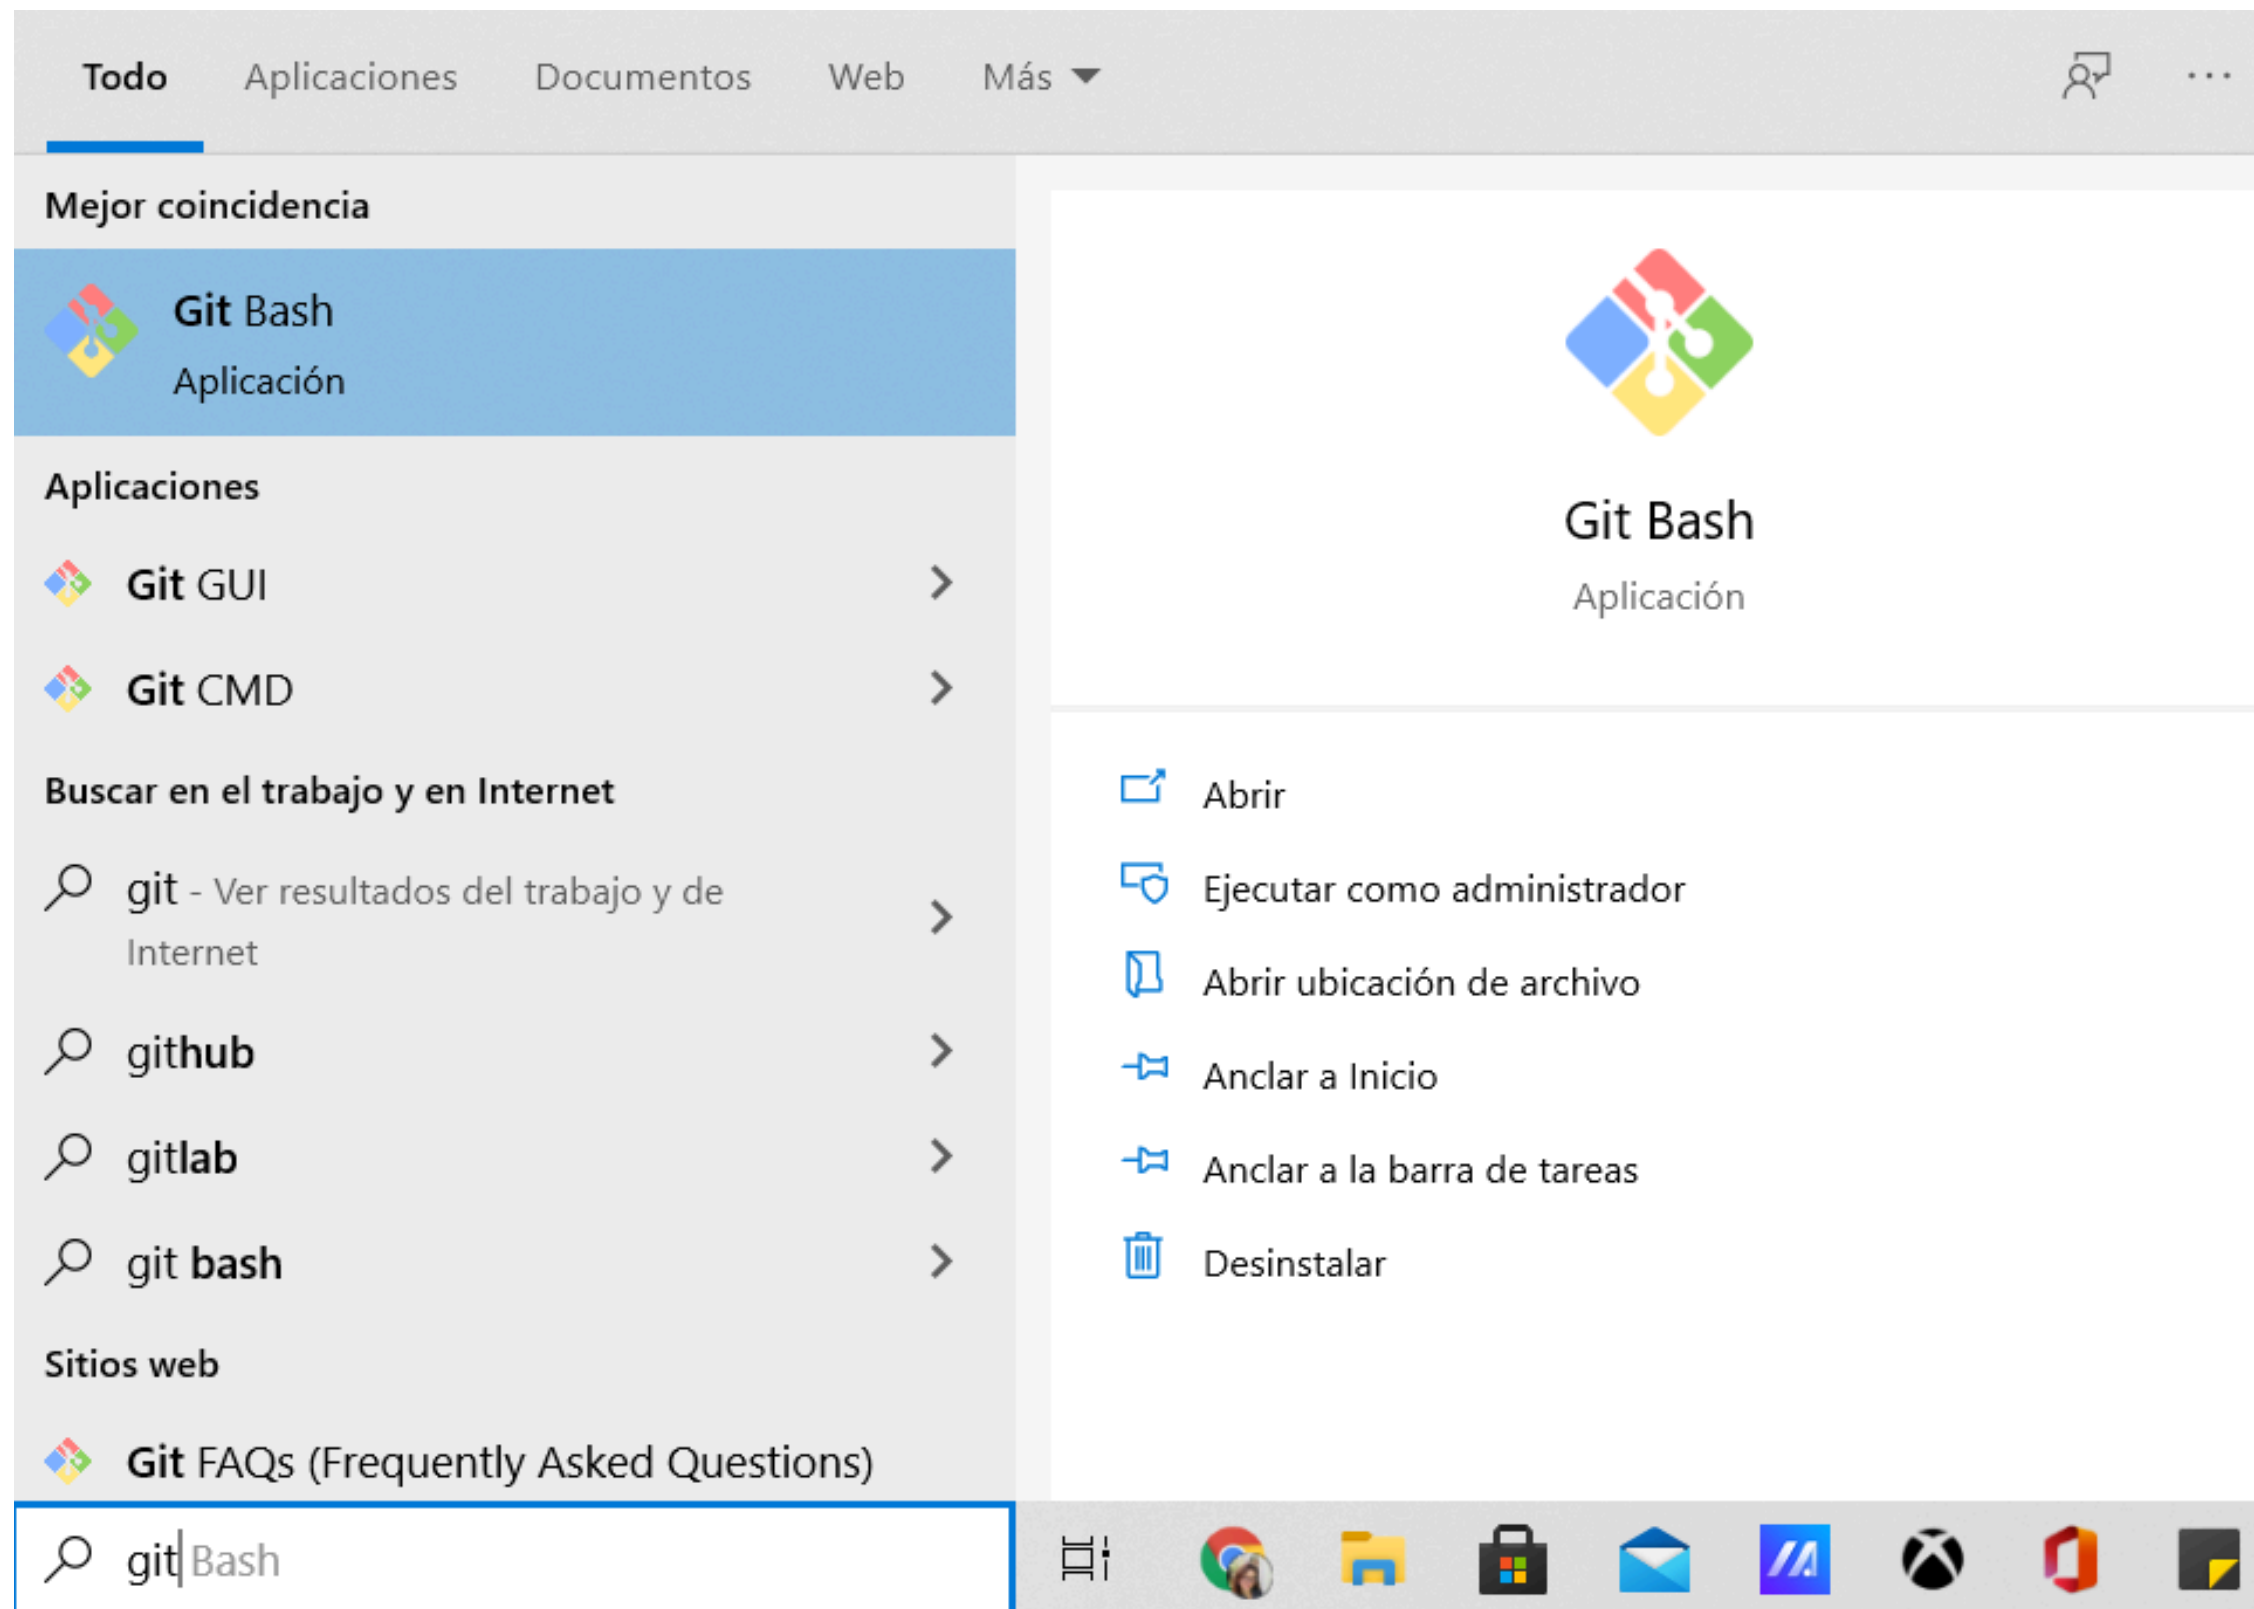 Todo Aplicaciones Documentos Web Más
Mejor coincidencia
Git Bash
Aplicación
Aplicaciones
Git GUI
Git CMD
Buscar en el trabajo y en Internet
git - Ver resultados del trabajo y de
Internet
github
gitlab
git bash
Sitios web
Git FAQs (Frequently Asked Questions)
git Bash
Git Bash
Aplicación
Abrir
Ejecutar como administrador
Abrir ubicación de archivo
Anclar a Inicio
Anclar a la barra de tareas
Desinstalar